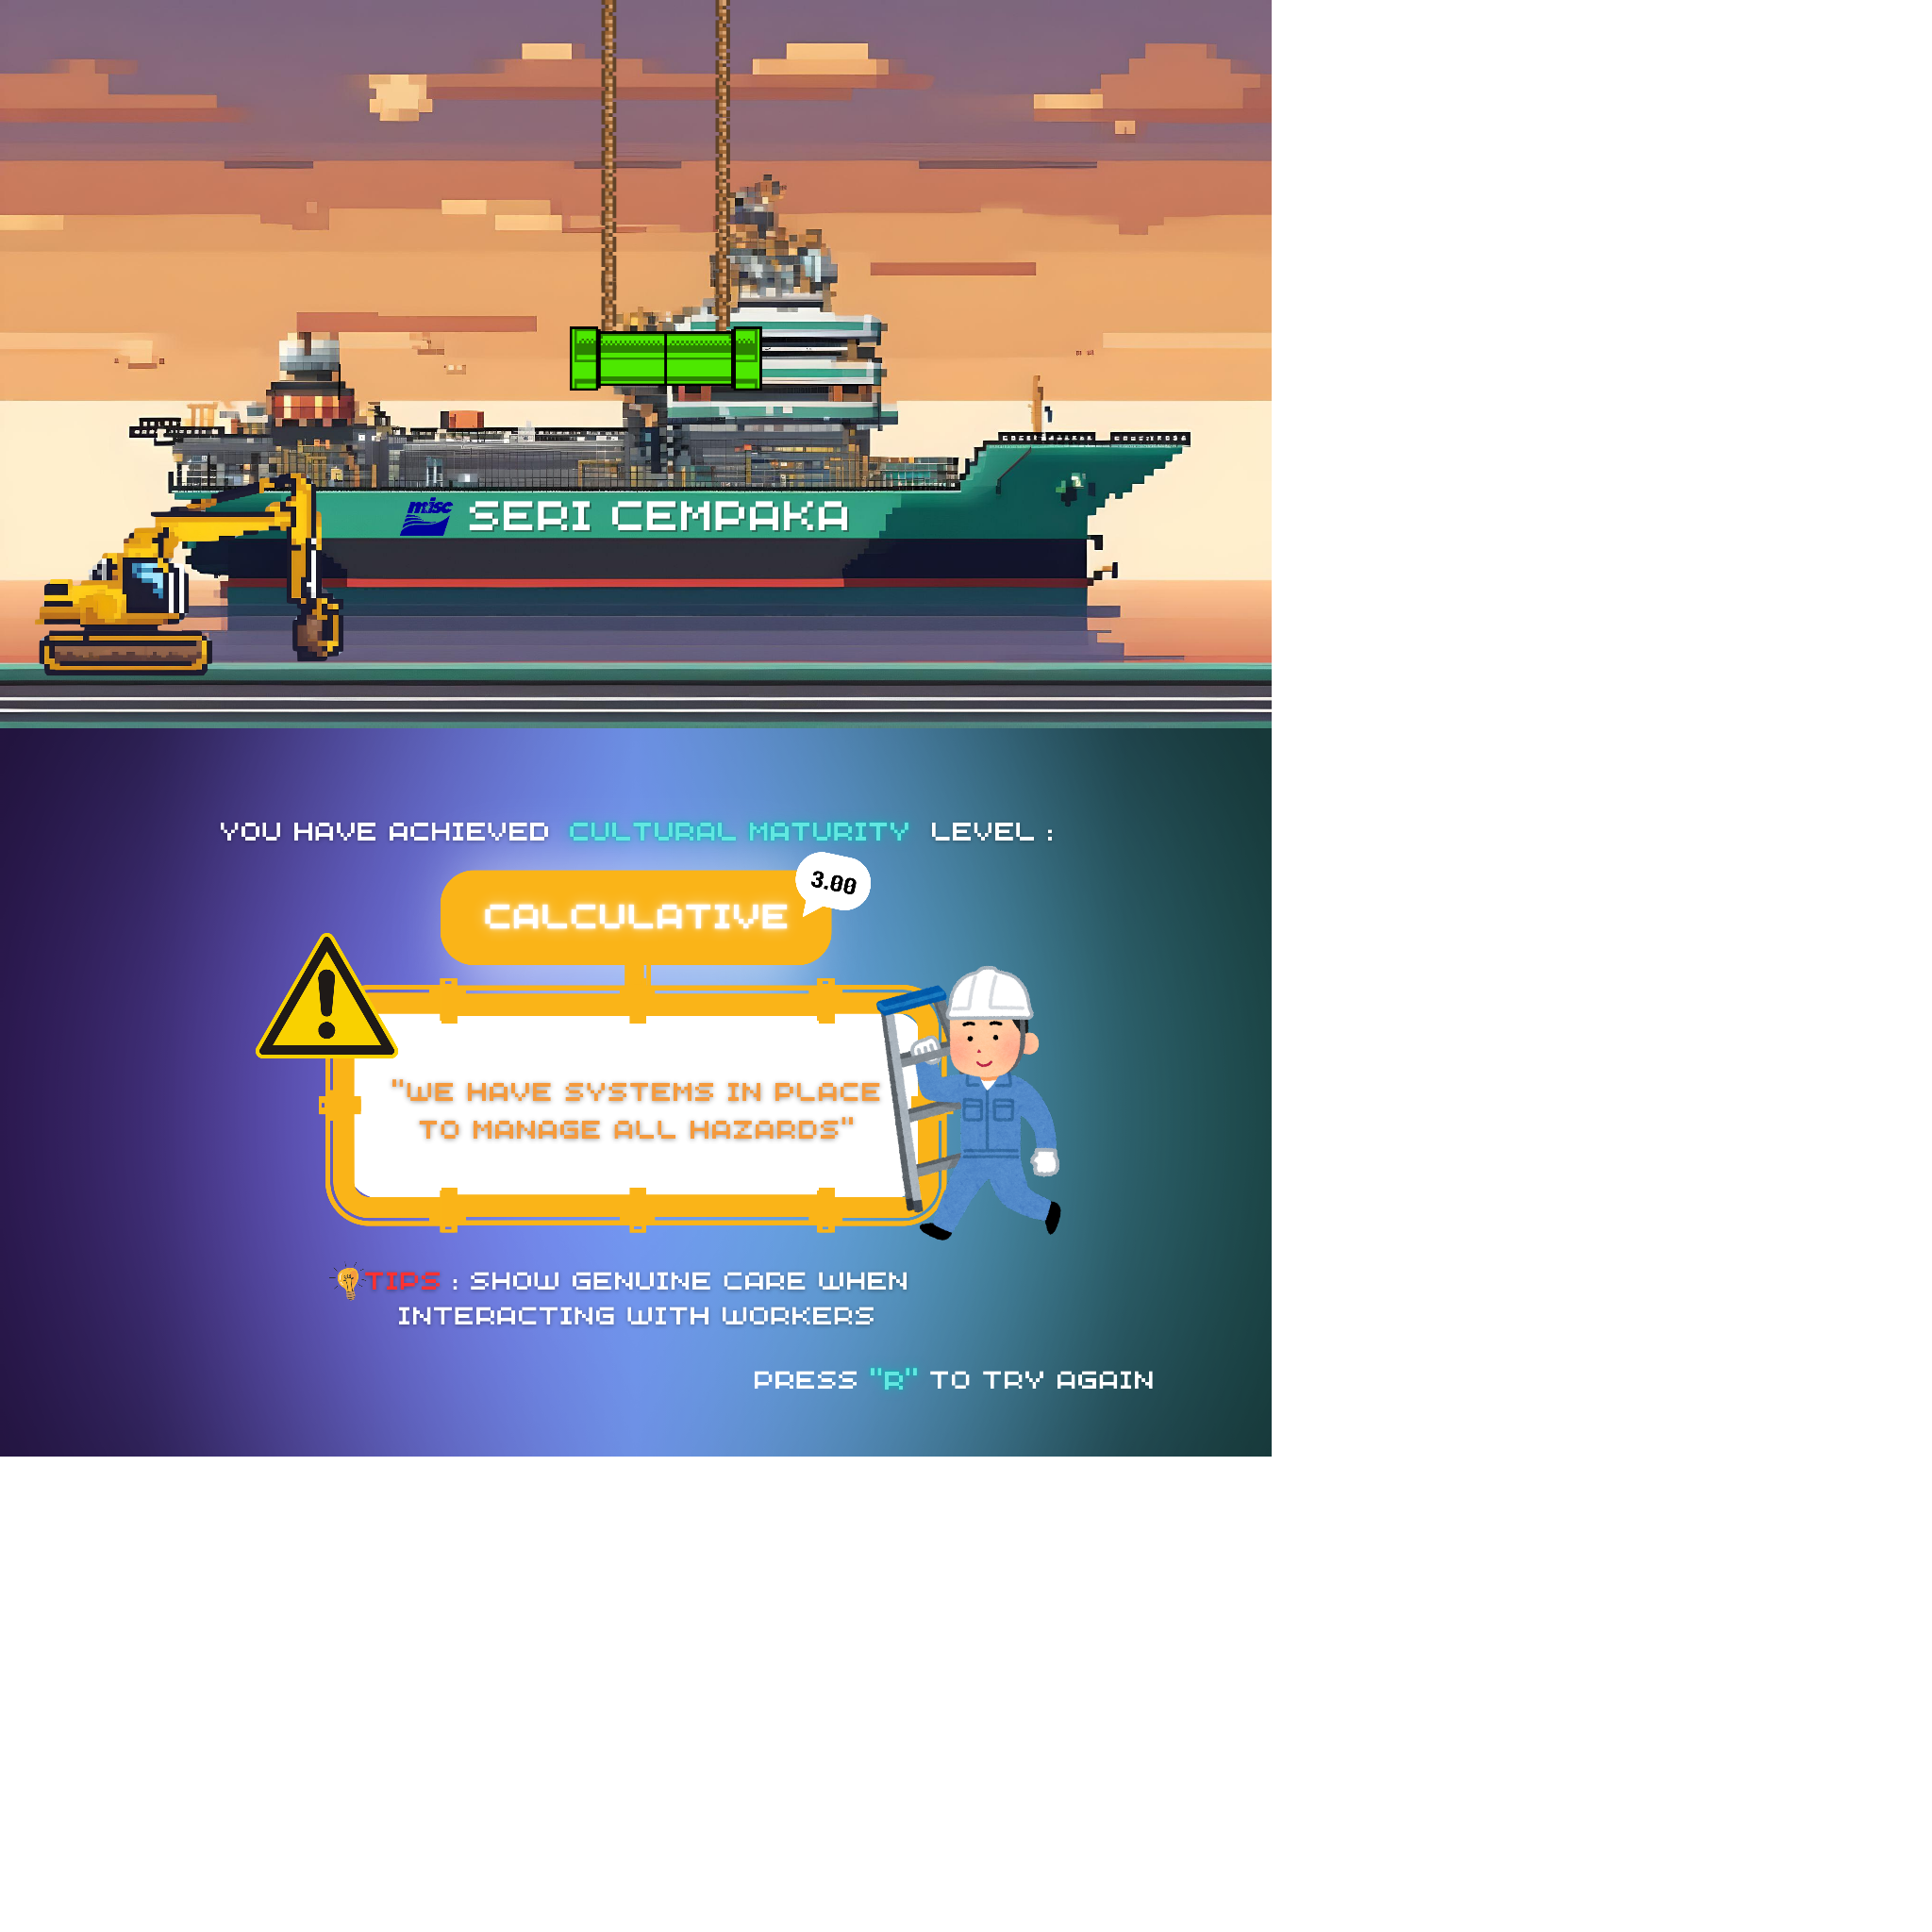 misc SERI CEMPAKA
YOU HAVE ACHIEVED CULTURAL MATURITY LEVEL :
3.00
CALCULATIVE
"WE HAVE SYSTEMS IN PLACE
TO MANAGE ALL HAZARDS"
TIPS : SHOW GENUINE CARE WHEN
INTERACTING WITH WORKERS
PRESS "R" TO TRY AGAIN